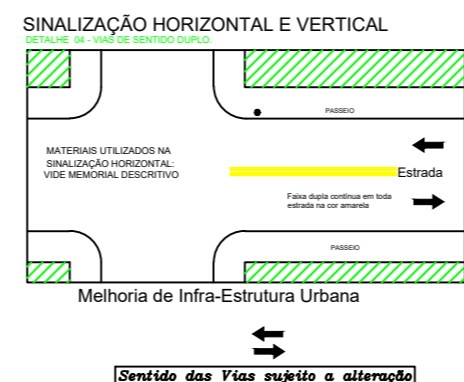 SINALIZAÇÃO HORIZONTAL E VERTICAL
DETALHE 04 - VIAS DE SENTIDO DUPLO.
PASSEIO
MATERIAIS UTILIZADOS NA
SINALIZAÇÃO HORIZONTAL:
VIDE MEMORIAL DESCRITIVO
Estrada
Faixa dupla contínua em toda
estrada na cor amarela
PASSEIO
Melhoria de Infra-Estrutura Urbana
Sentido das Vias sujeito a alteração